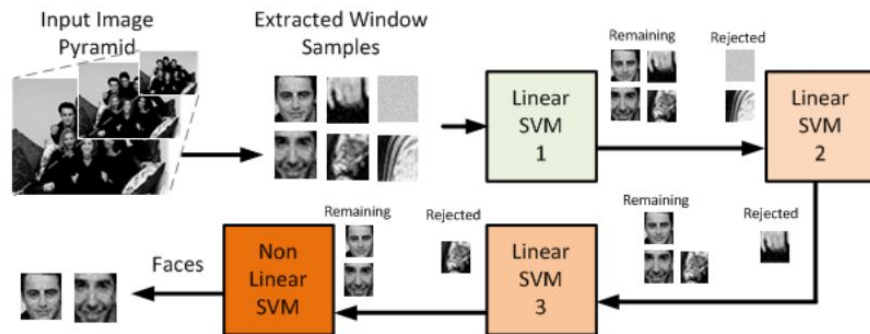 Input Image
Pyramid
Extracted Window
Samples
Linear
SVM
1
Remaining
Rejected
Linear
SVM
2
Remaining
Rejected
Linear
SVM
3
Rejected
Remaining
Non
Linear
SVM
Faces